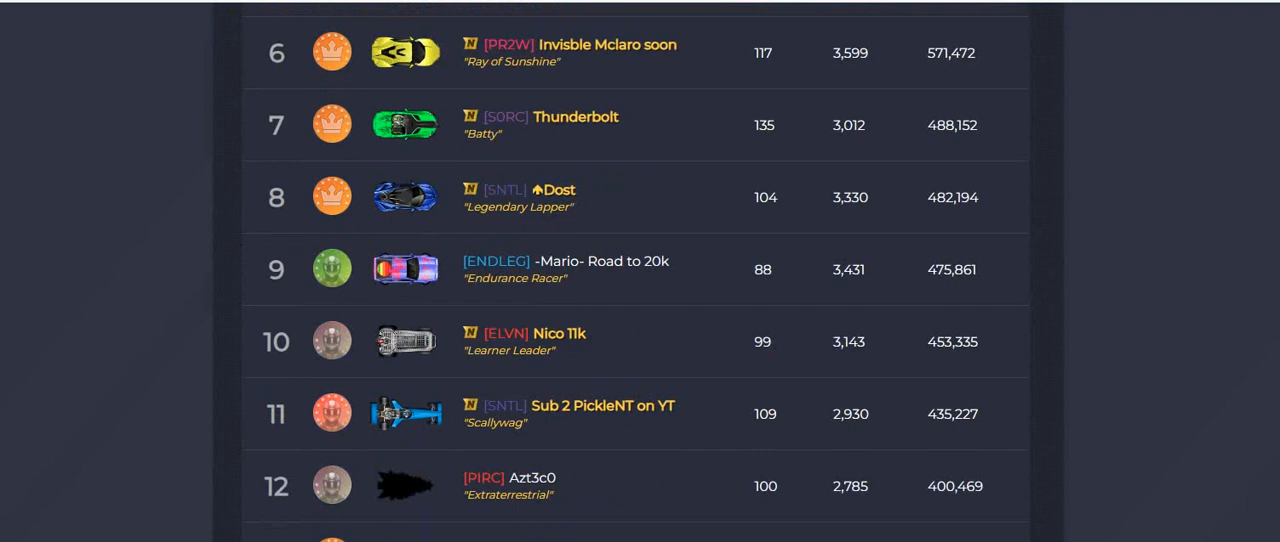 6 N [PR2W] Invisble Mclaro soon 117 3,599 571,472
"Ray of Sunshine"
7 N [S0RC] Thunderbolt 135 3,012 488,152
"Batty"
8 N [SNTL] ♠Dost 104 3,330 482,194
"Legendary Lapper"
9 [ENDLEG] -Mario- Road to 20k 88 3,431 475,861
"Endurance Racer"
10 N [ELVN] Nico 11k 99 3,143 453,335
"Learner Leader"
11 N [SNTL] Sub 2 PickleNT on YT 109 2,930 435,227
"Scallywag"
12 [PIRC] Azt3c0 100 2,785 400,469
"Extraterrestrial"